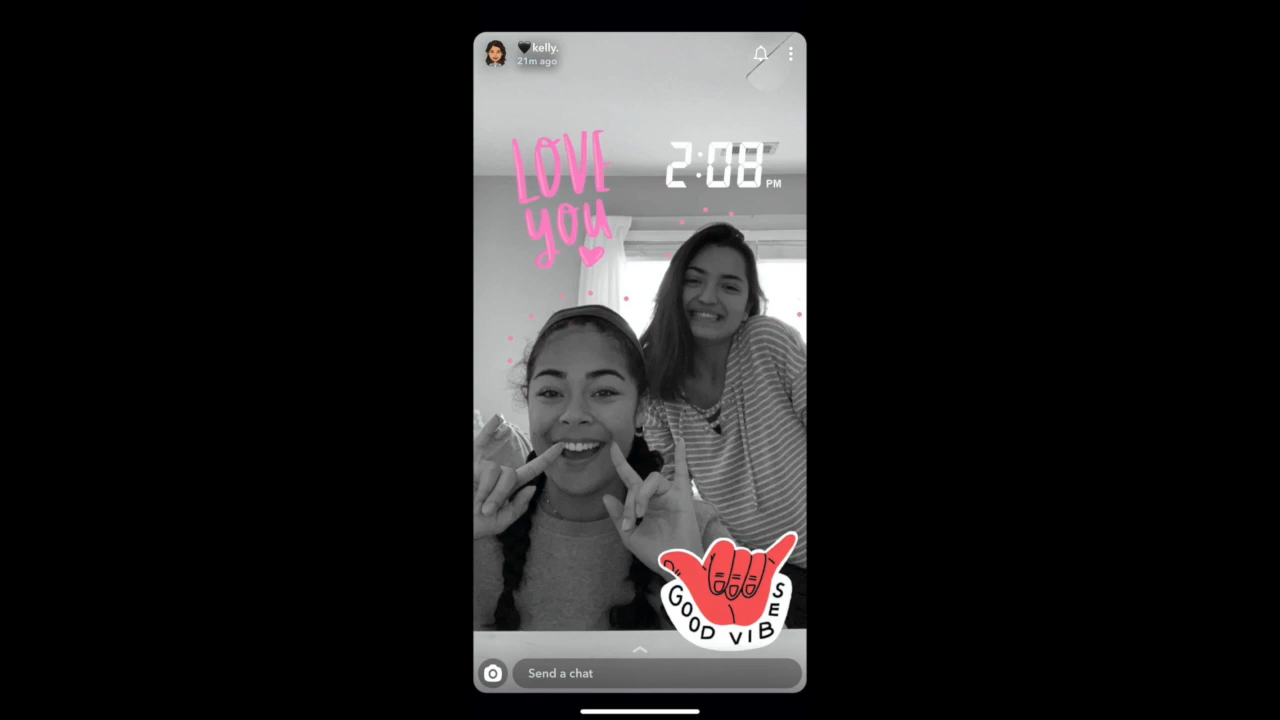 🖤kelly.
21m ago
LOVE
you
2:08 PM
GOOD VIBES
Send a chat